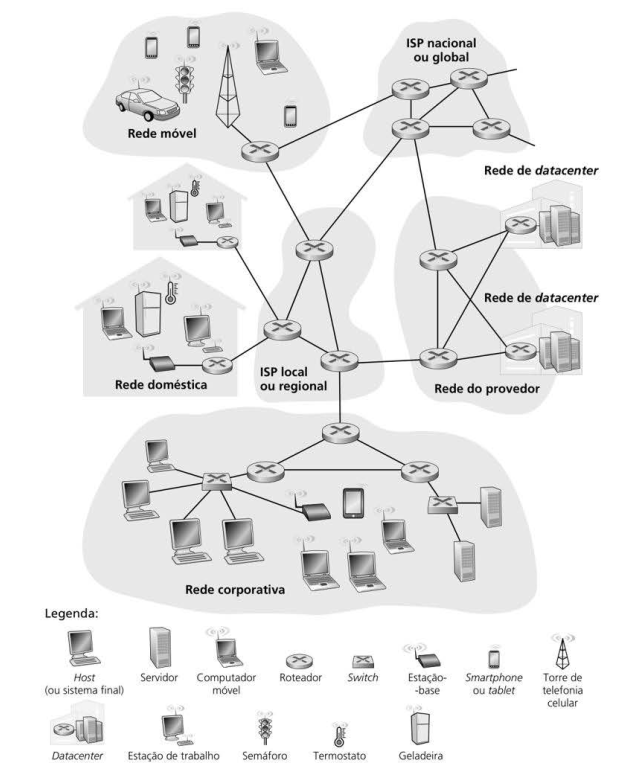 ISP nacional
ou global
Rede móvel
Rede de datacenter
Rede de datacenter
Rede doméstica
ISP local
ou regional
Rede do provedor
Rede corporativa
Legenda:
Host
(ou sistema final)
Servidor
Computador
móvel
Roteador
Switch
Estação-
-base
Smartphone
ou tablet
Torre de
telefonia
celular
Datacenter
Estação de trabalho
Semáforo
Termostato
Geladeira